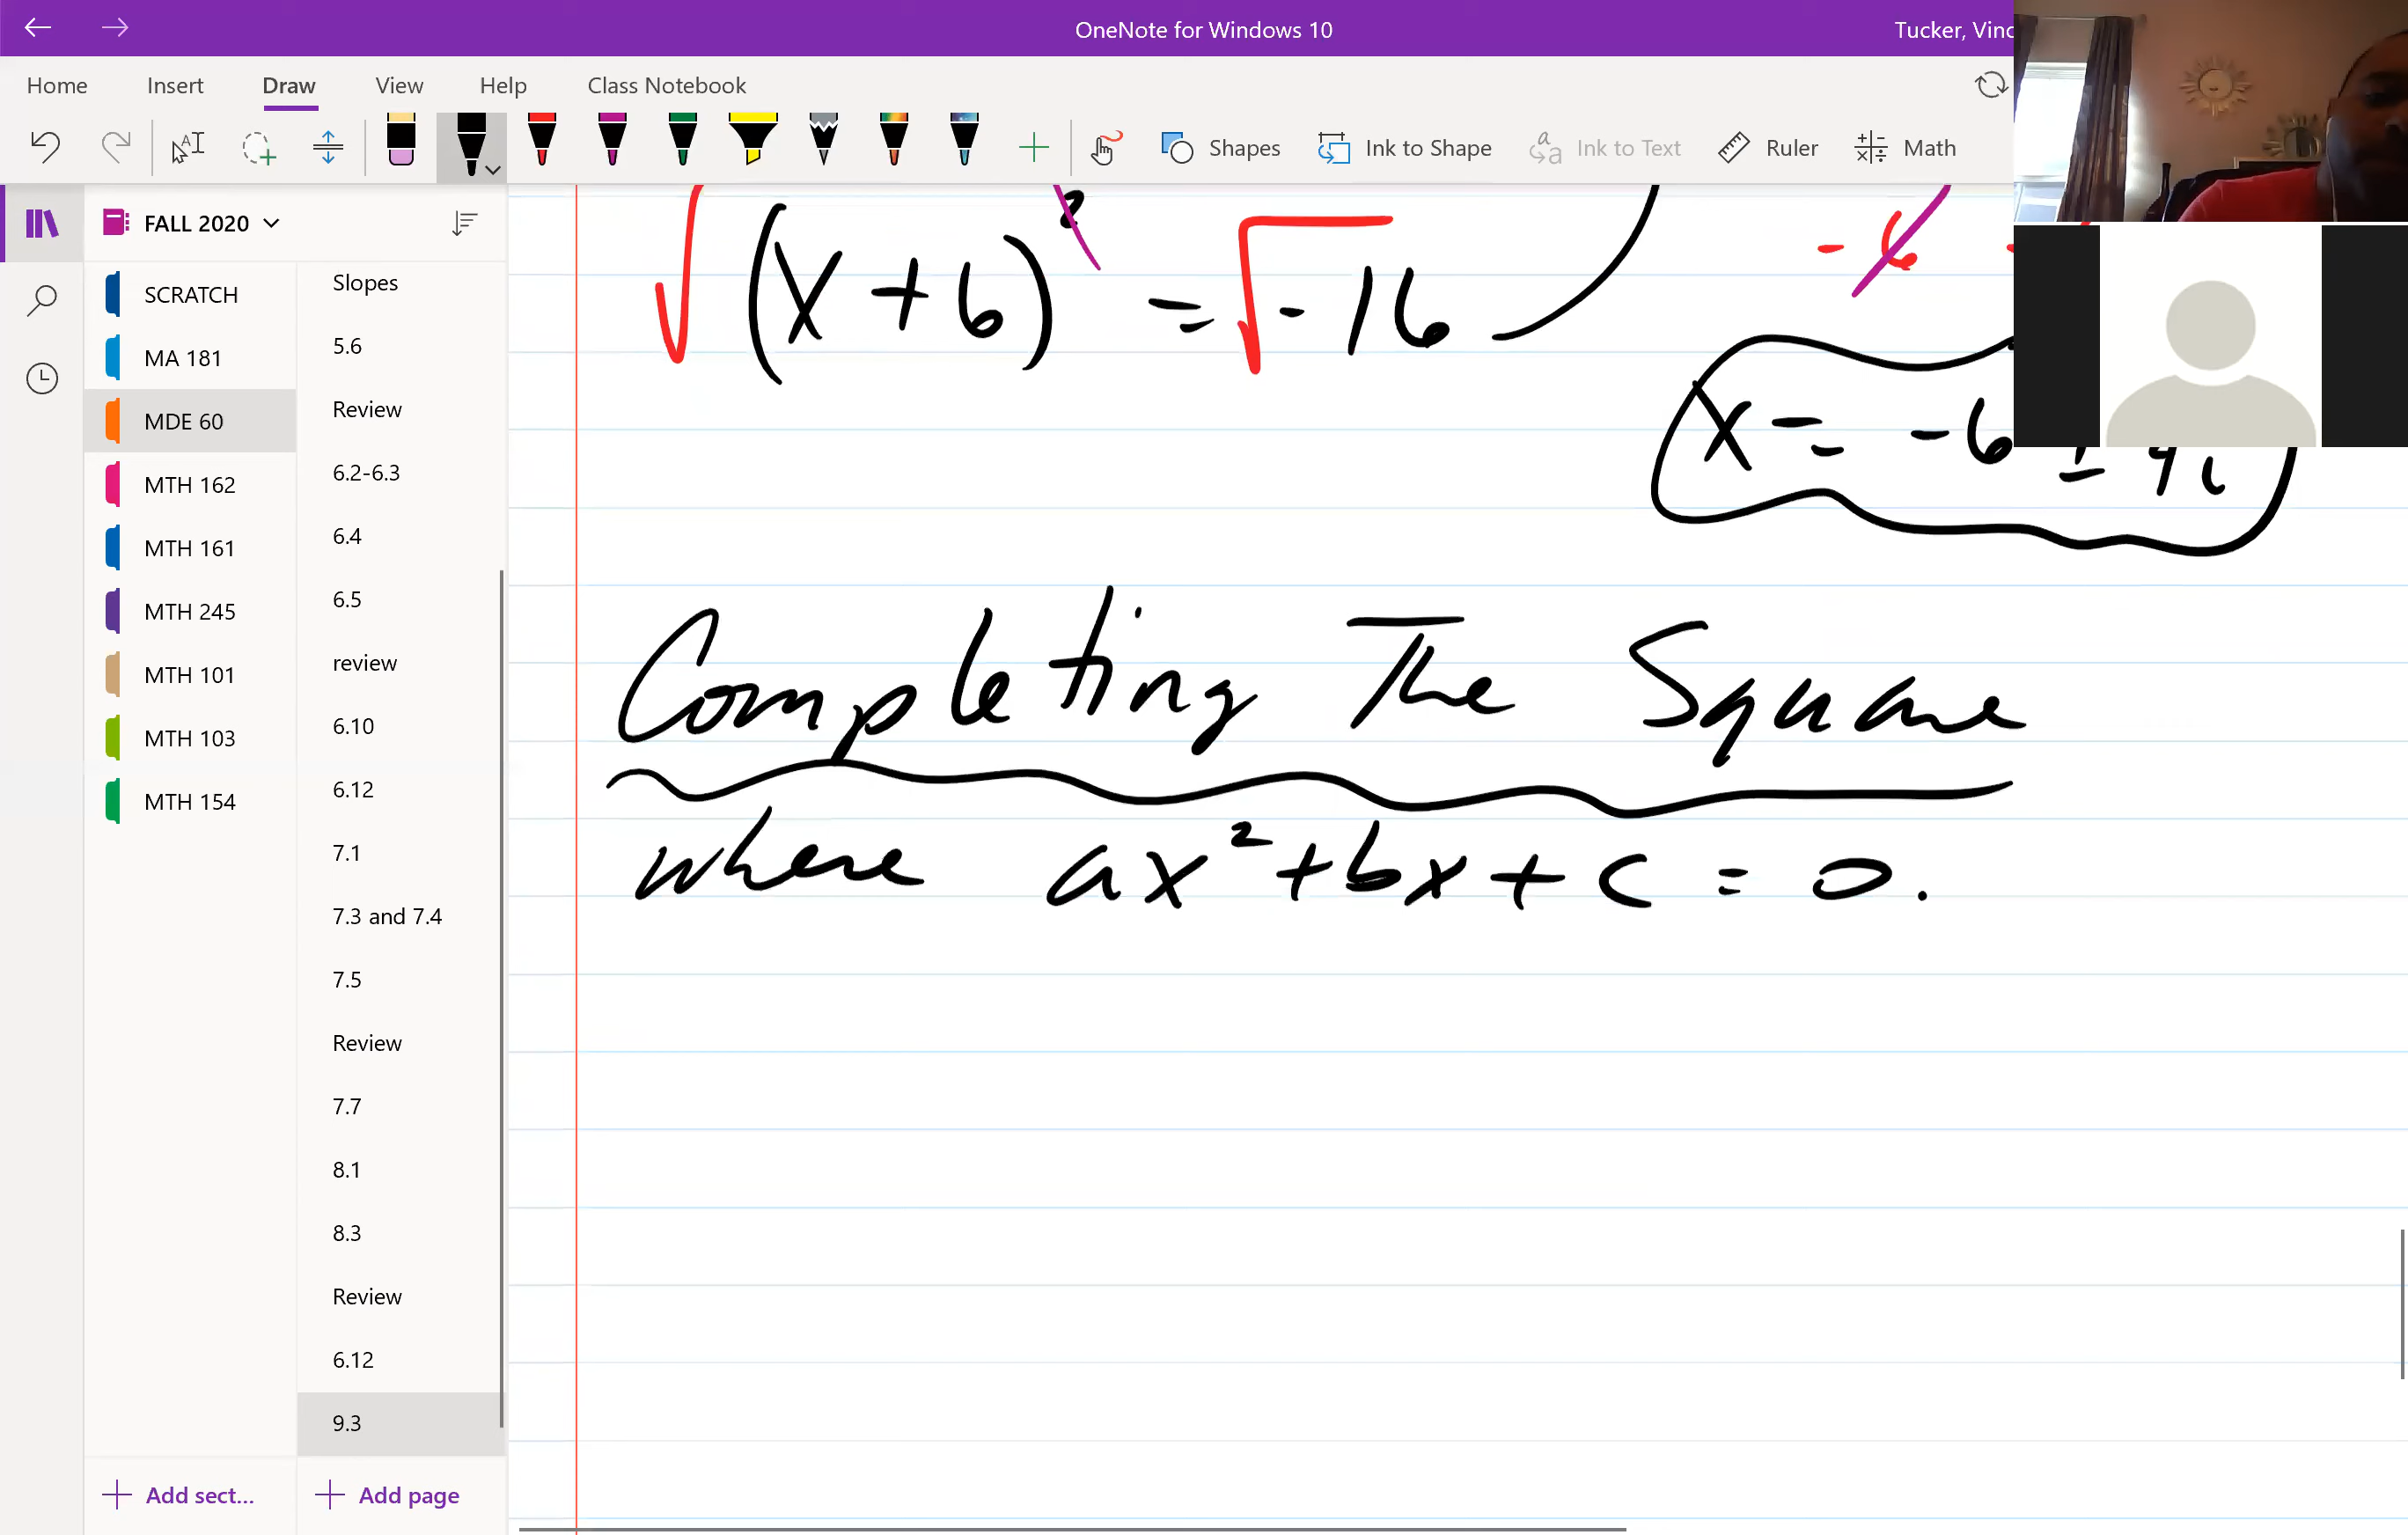 OneNote for Windows 10
Tucker, Vinc
Home Insert Draw View Help Class Notebook
Shapes Ink to Shape Ink to Text Ruler Math
FALL 2020
SCRATCH
MA 181
MDE 60
MTH 162
MTH 161
MTH 245
MTH 101
MTH 103
MTH 154
Add sect...
Slopes
5.6
Review
6.2-6.3
6.4
6.5
review
6.10
6.12
7.1
7.3 and 7.4
7.5
Review
7.7
8.1
8.3
Review
6.12
9.3
Add page
√(x+6)² = √-16
-6 -
x = -6 ± 4i
Completing The Square
where ax²+bx+c = 0.